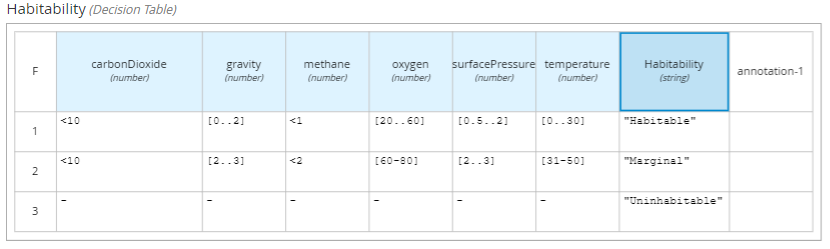 Habitability (Decision Table)
F carbonDioxide gravity methane oxygen surfacePressure temperature Habitability annotation-1
(number) (number) (number) (number) (number) (number) (string)
1 <10 [0..2] <1 [20..60] [0.5..2] [0..30] "Habitable"
2 <10 [2..3] <2 [60-80] [2..3] [31-50] "Marginal"
3 - - - - - - "Uninhabitable"